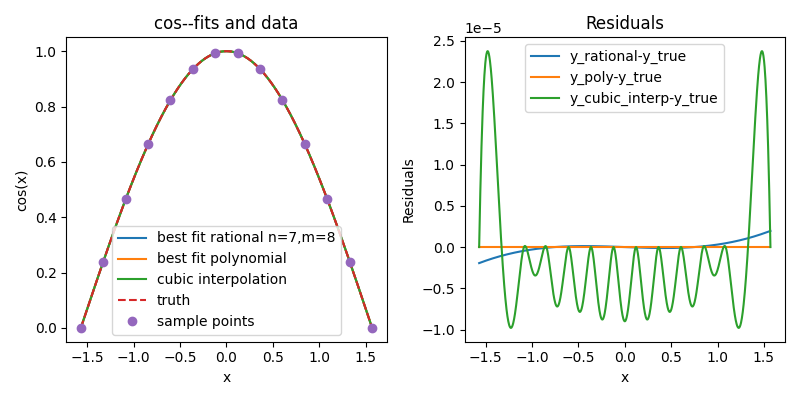 cos--fits and data
cos(x)
1.0
0.8
0.6
0.4
0.2
0.0
best fit rational n=7,m=8
best fit polynomial
cubic interpolation
truth
sample points
−1.5 −1.0 −0.5 0.0 0.5 1.0 1.5
x
Residuals
1e−5
Residuals
2.5
2.0
1.5
1.0
0.5
0.0
−0.5
−1.0
y_rational-y_true
y_poly-y_true
y_cubic_interp-y_true
−1.5 −1.0 −0.5 0.0 0.5 1.0 1.5
x